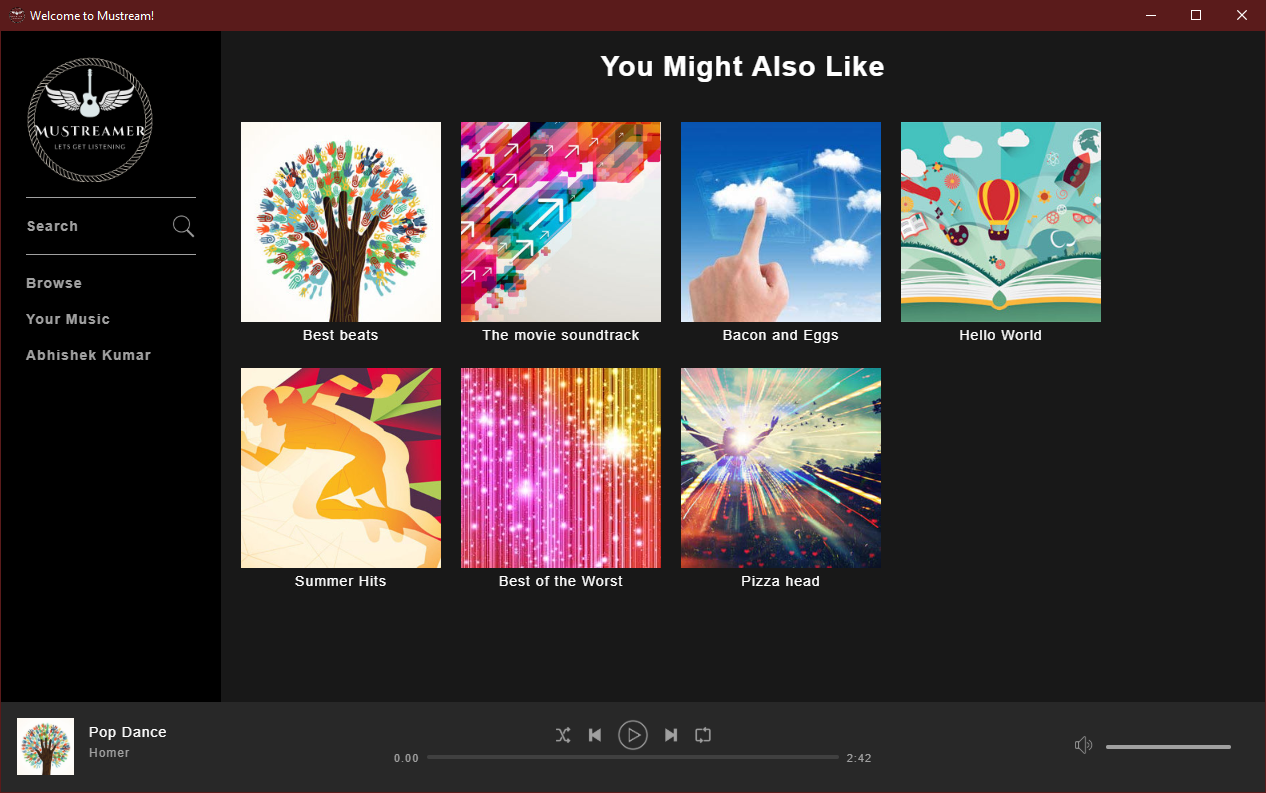 Welcome to Mustream!
MUSTREAMER
LETS GET LISTENING
Search
Browse
Your Music
Abhishek Kumar
You Might Also Like
Best beats
The movie soundtrack
Bacon and Eggs
Hello World
Summer Hits
Best of the Worst
Pizza head
Pop Dance
Homer
0.00
2:42